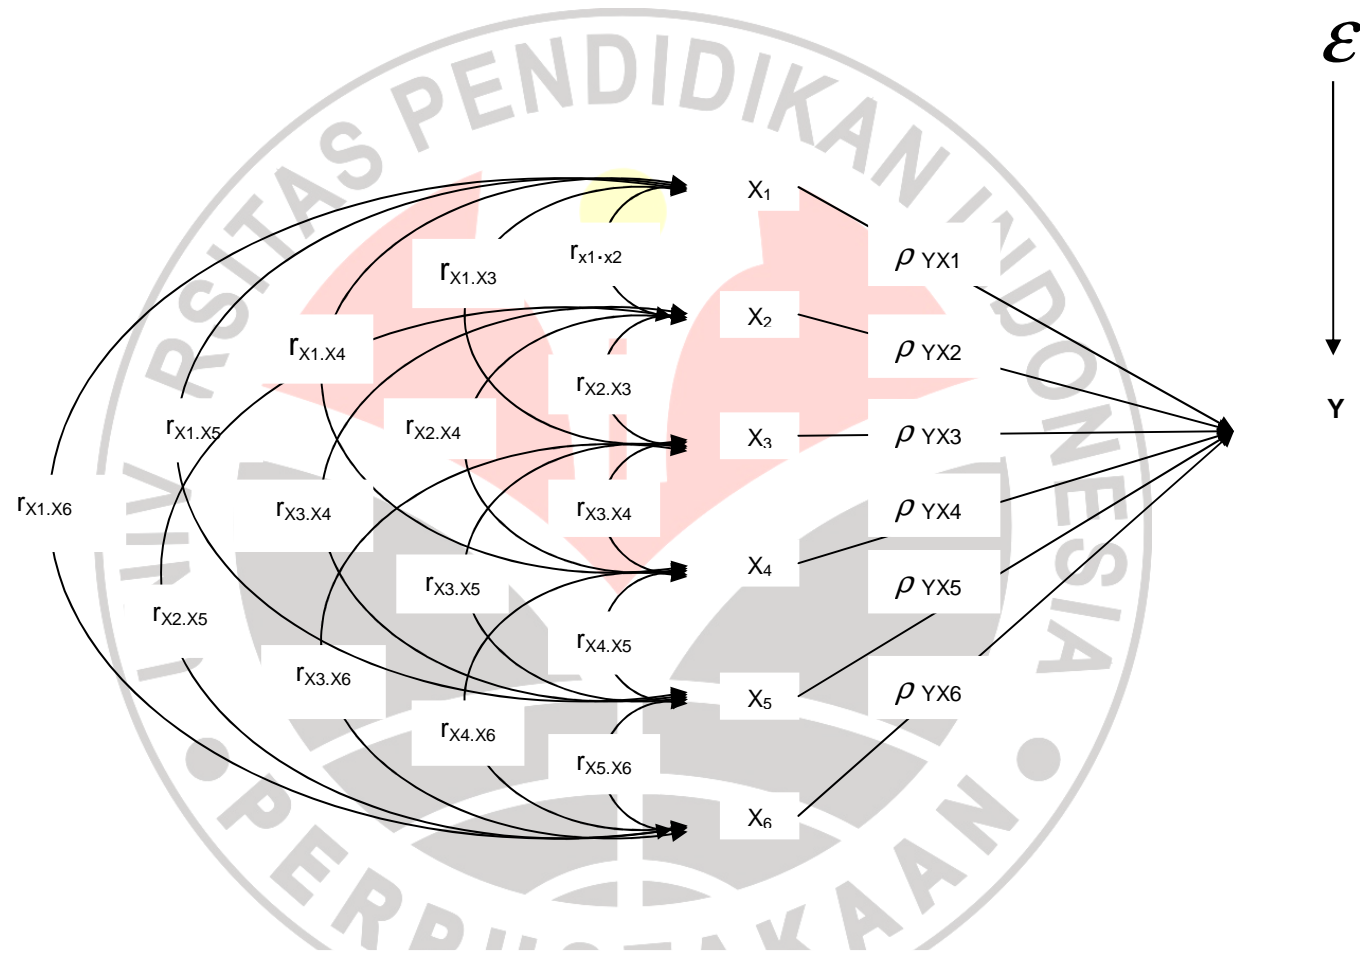 ε
UNIVERSITAS PENDIDIKAN INDONESIA
X₁
rx1·x2
ρ YX1
rX1.X3
X₂
rX1.X4
ρ YX2
rX2.X3
rX1.X5
rX2.X4
X₃
ρ YX3
Y
rX1.X6
rX3.X4
rX3.X4
ρ YX4
X₄
rX3.X5
ρ YX5
rX2.X5
rX4.X5
rX3.X6
X₅
ρ YX6
rX4.X6
rX5.X6
X₆
PERPUSTAKAAN